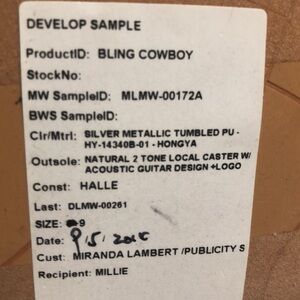 DEVELOP SAMPLE
ProductID: BLING COWBOY
StockNo:
MW SampleID: MLMW-00172A
BWS SampleID:
Clr/Mtrl: SILVER METALLIC TUMBLED PU -
HY-14340B-01 - HONGYA
Outsole: NATURAL 2 TONE LOCAL CASTER W/
ACOUSTIC GUITAR DESIGN +LOGO
Const: HALLE
Last: DLMW-00261
SIZE: 9
Date:
Cust: MIRANDA LAMBERT /PUBLICITY S
Recipient: MILLIE